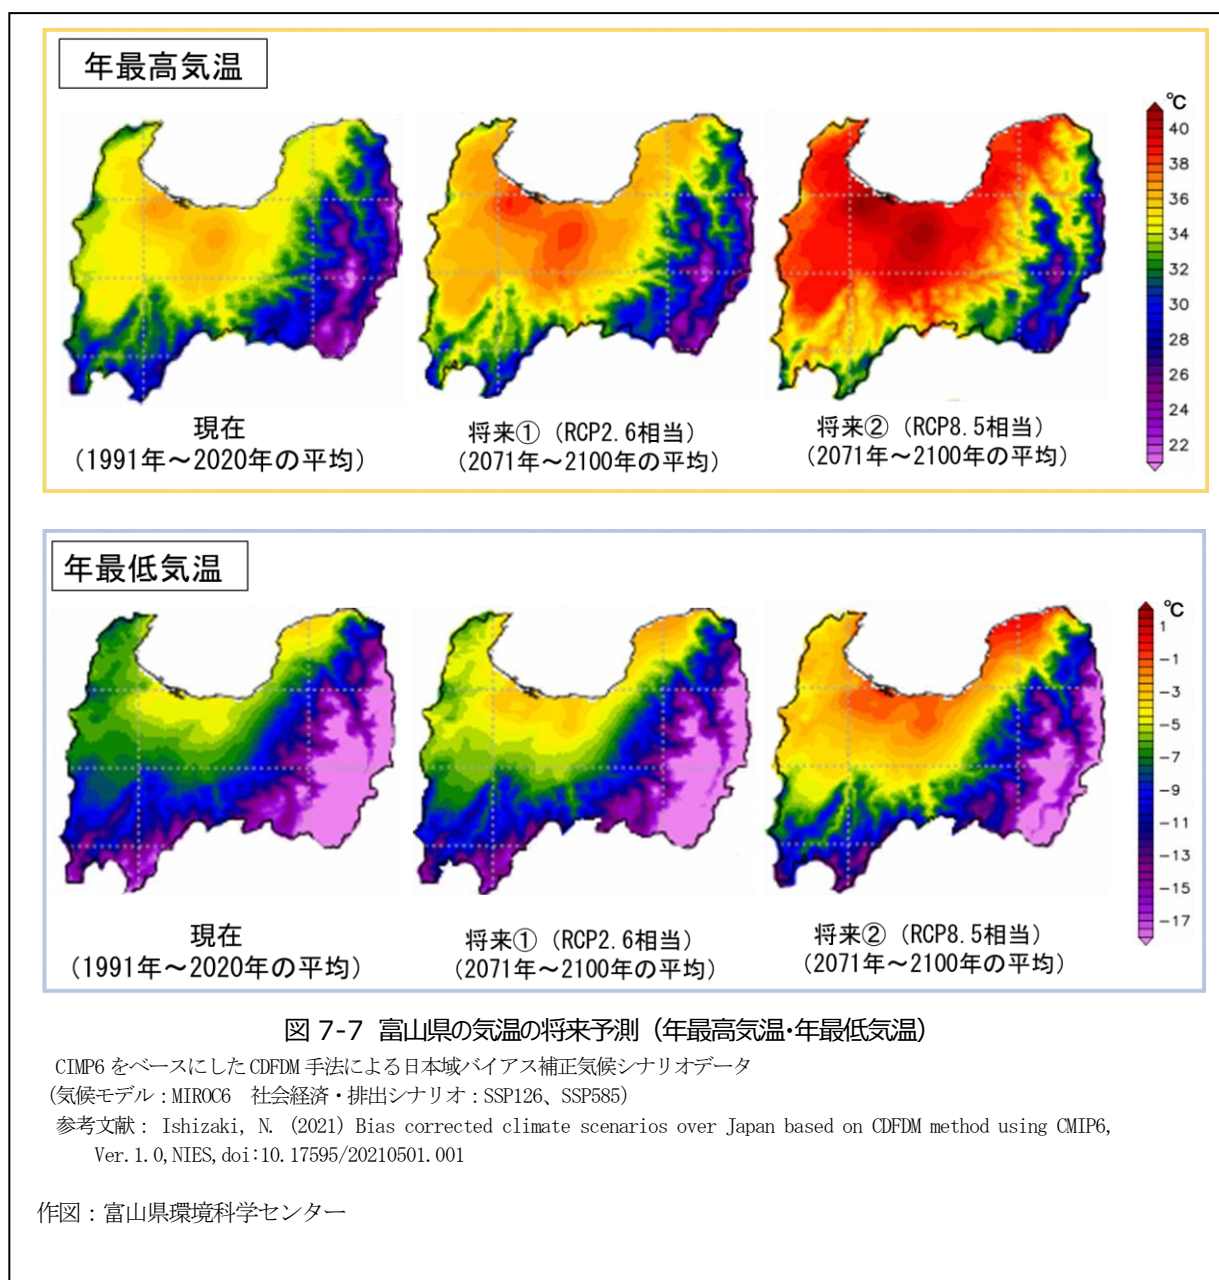 年最高気温
℃
40
38
36
34
32
30
28
26
24
22
現在
（1991年～2020年の平均）
将来①（RCP2.6相当）
（2071年～2100年の平均）
将来②（RCP8.5相当）
（2071年～2100年の平均）
年最低気温
℃
1
-1
-3
-5
-7
-9
-11
-13
-15
-17
現在
（1991年～2020年の平均）
将来①（RCP2.6相当）
（2071年～2100年の平均）
将来②（RCP8.5相当）
（2071年～2100年の平均）
図 7-7 富山県の気温の将来予測（年最高気温・年最低気温）
CIMP6 をベースにした CDFDM 手法による日本域バイアス補正気候シナリオデータ
（気候モデル：MIROC6　社会経済・排出シナリオ：SSP126、SSP585）
参考文献： Ishizaki, N. (2021) Bias corrected climate scenarios over Japan based on CDFDM method using CMIP6,
Ver.1.0,NIES,doi:10.17595/20210501.001
作図：富山県環境科学センター